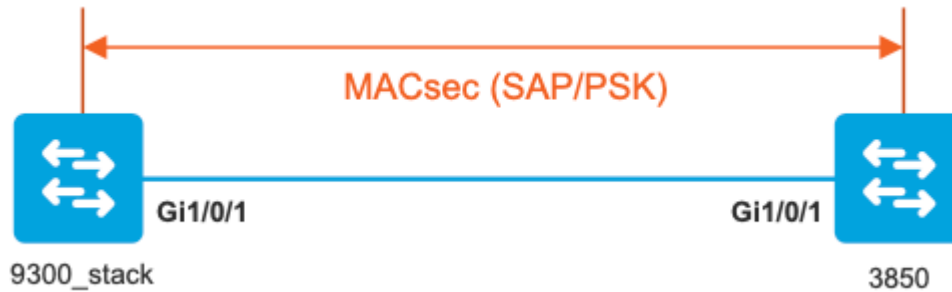 MACsec (SAP/PSK)
Gi1/0/1
Gi1/0/1
9300_stack
3850